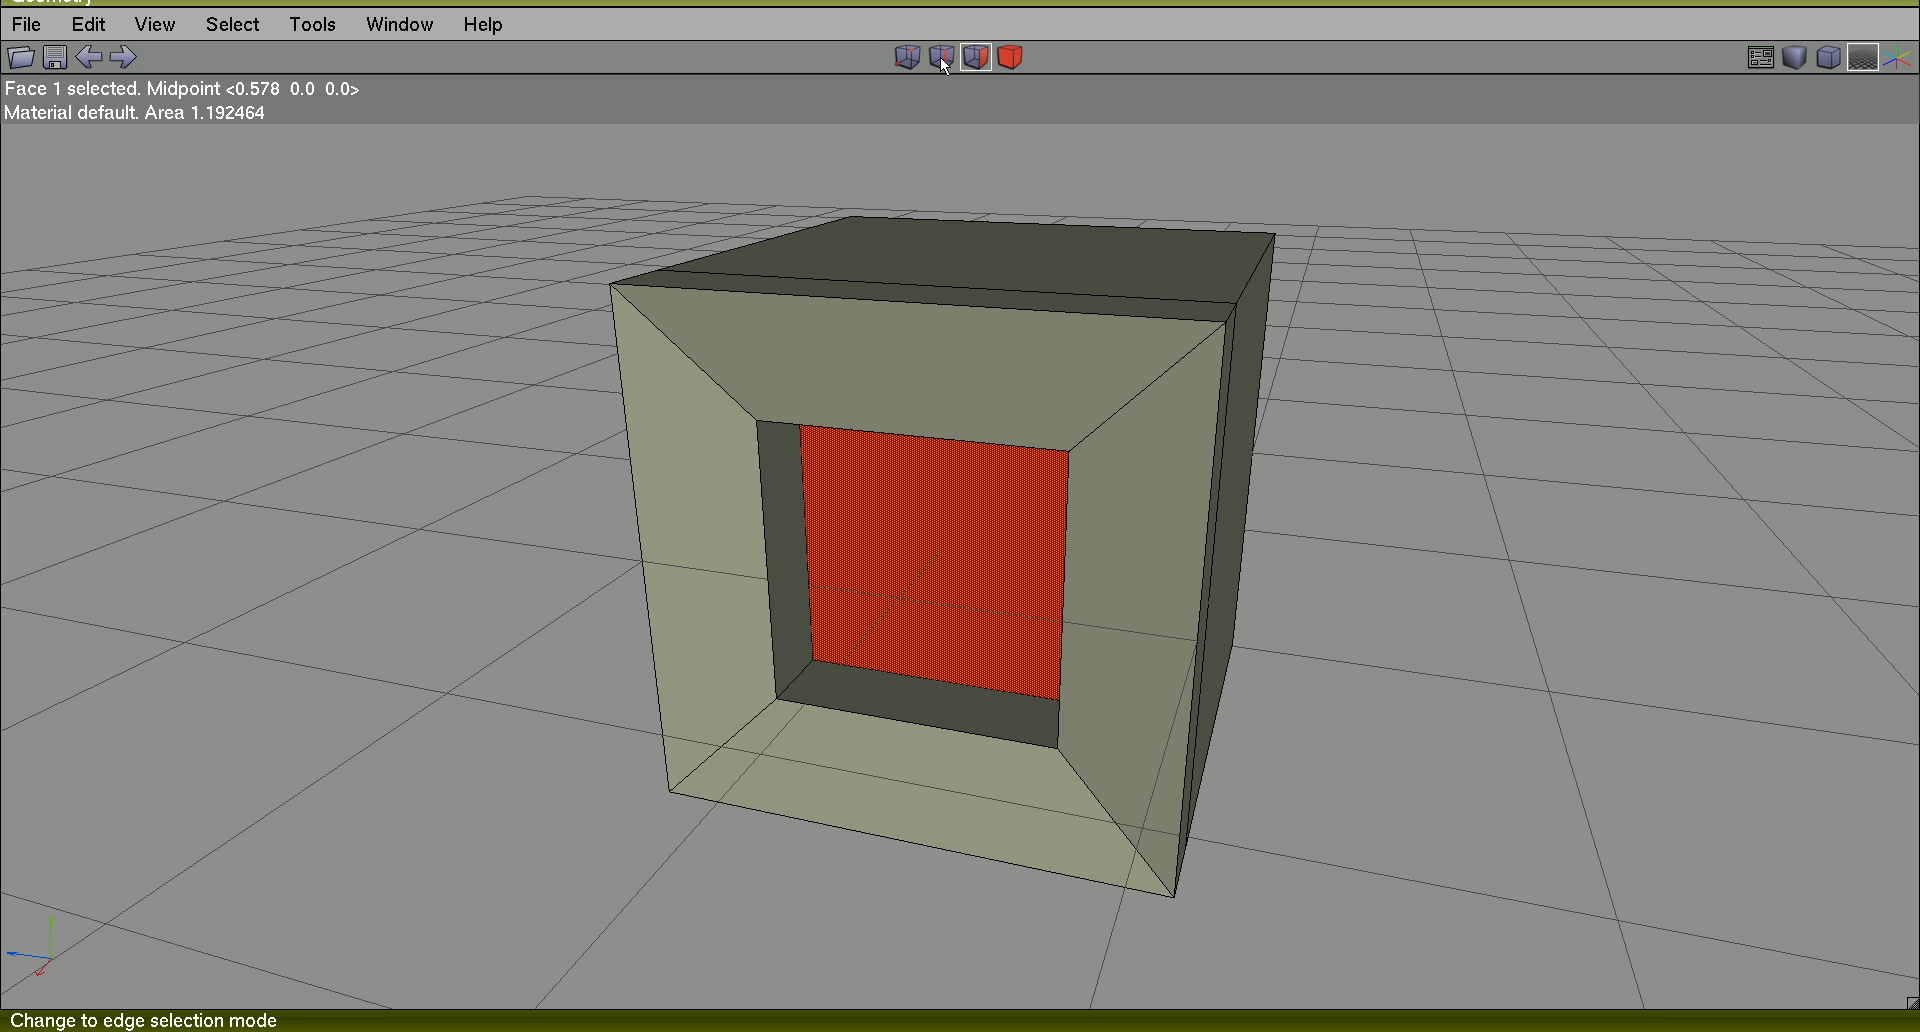 Geometry
File Edit View Select Tools Window Help
Face 1 selected. Midpoint <0.578  0.0  0.0>
Material default. Area 1.192464
Change to edge selection mode